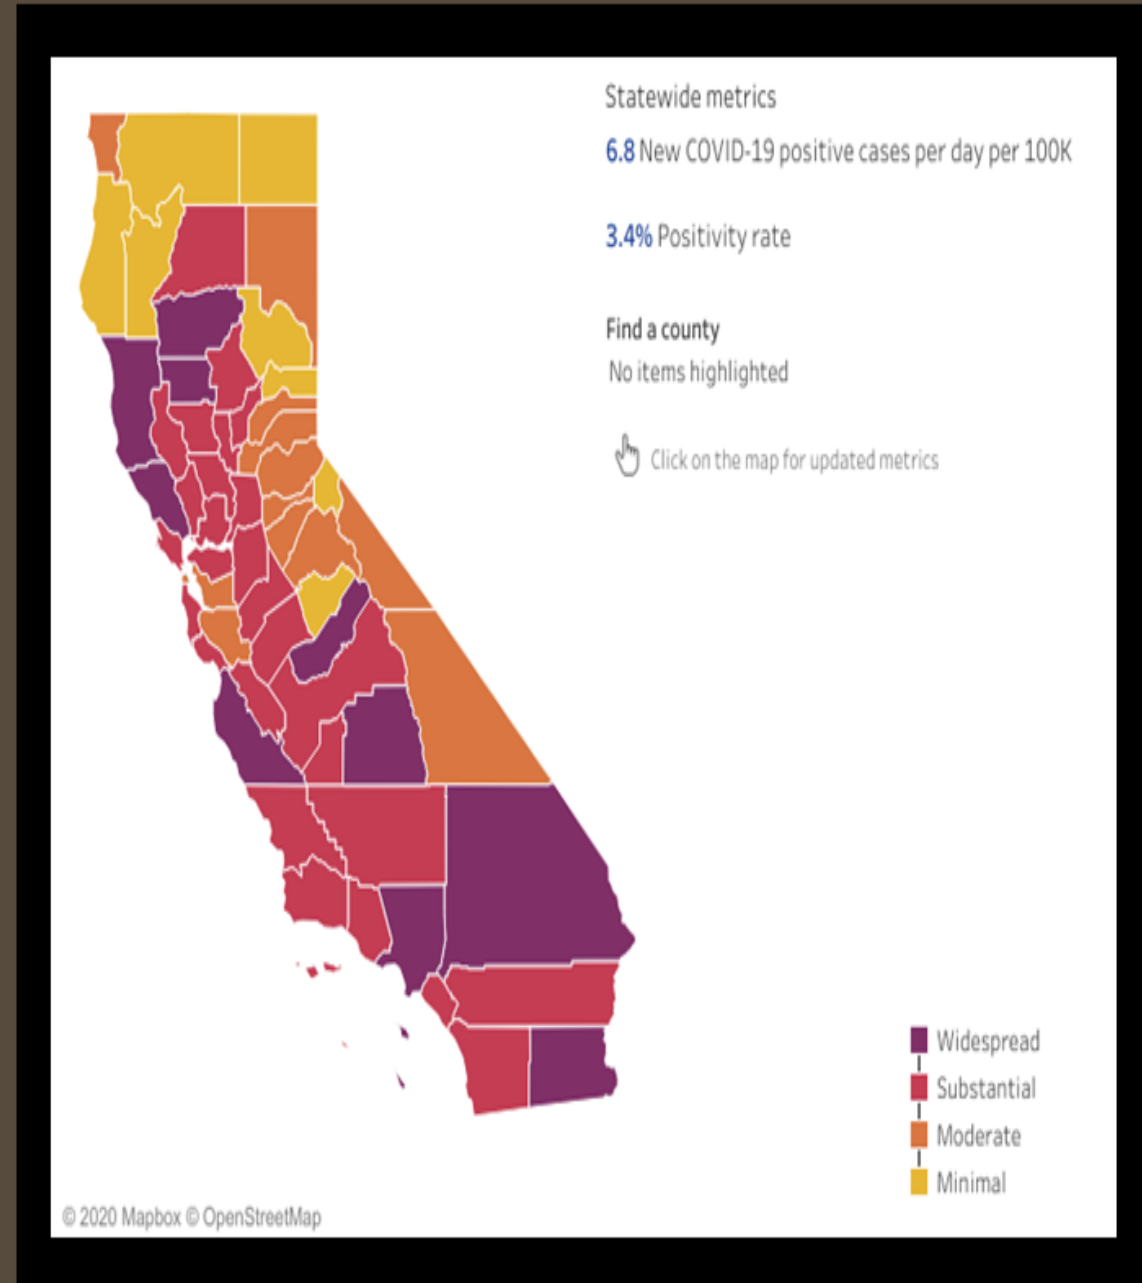 Statewide metrics
6.8 New COVID-19 positive cases per day per 100K
3.4% Positivity rate
Find a county
No items highlighted
Click on the map for updated metrics
Widespread
Substantial
Moderate
Minimal
© 2020 Mapbox © OpenStreetMap